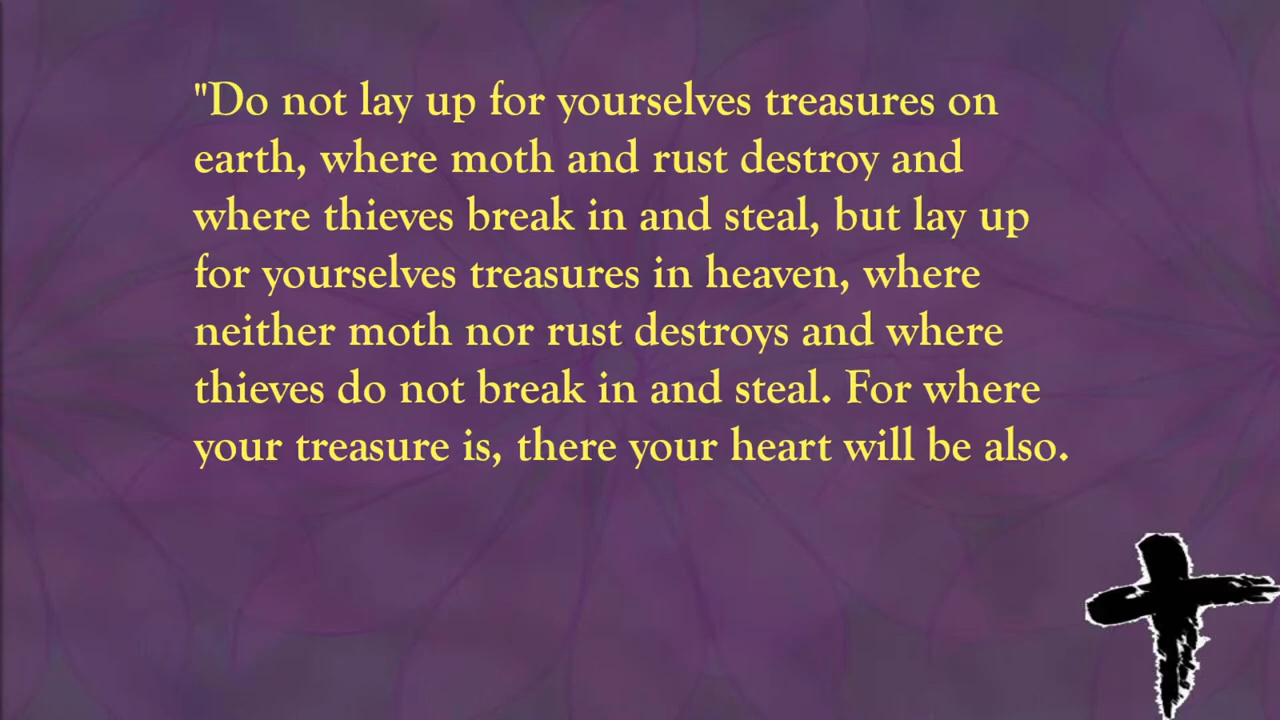 "Do not lay up for yourselves treasures on
earth, where moth and rust destroy and
where thieves break in and steal, but lay up
for yourselves treasures in heaven, where
neither moth nor rust destroys and where
thieves do not break in and steal. For where
your treasure is, there your heart will be also.